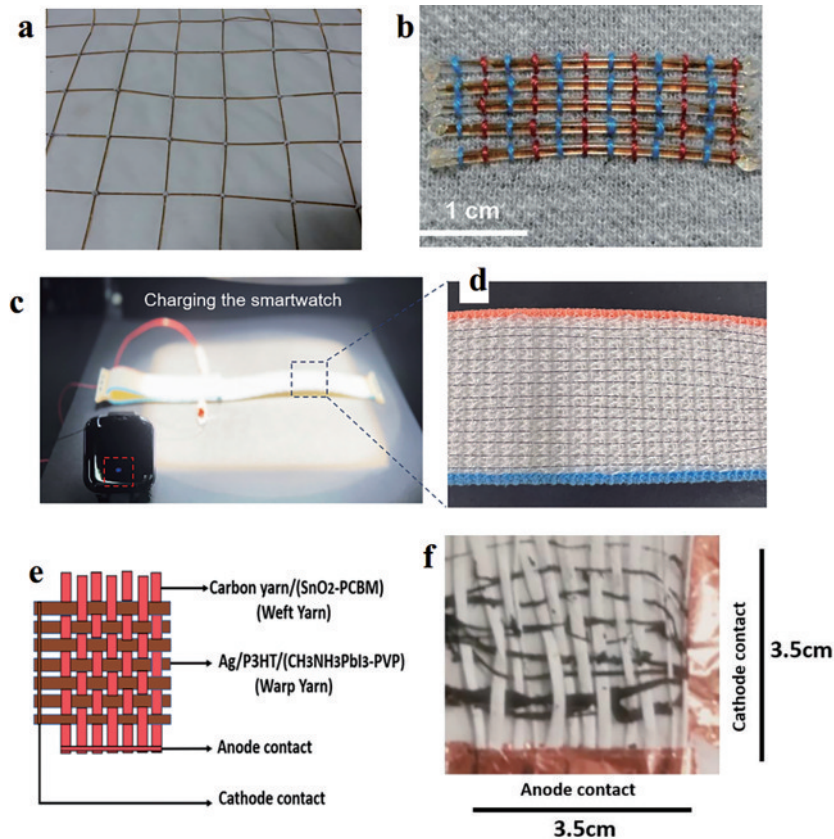 a
b
1 cm
c
Charging the smartwatch
d
e
Carbon yarn/(SnO2-PCBM)
(Weft Yarn)
Ag/P3HT/(CH3NH3PbI3-PVP)
(Warp Yarn)
Anode contact
Cathode contact
f
Cathode contact
3.5cm
Anode contact
3.5cm